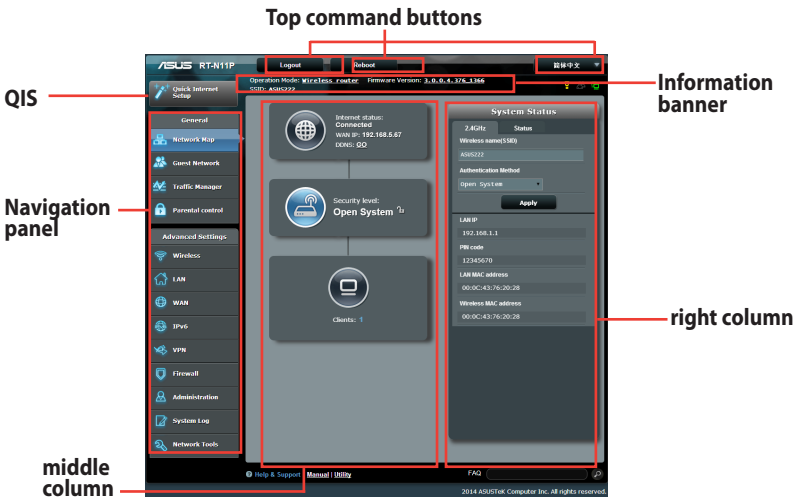 Top command buttons
ASUS RT-N11P
Logout
Reboot
简体中文
QIS
Quick Internet
Setup
Operation Mode: Wireless router Firmware Version: 3.0.0.4.376_1366
SSID: ASUS222
Information
banner
General
Network Map
Guest Network
Traffic Manager
Parental control
Navigation
panel
Advanced Settings
Wireless
LAN
WAN
IPv6
VPN
Firewall
Administration
System Log
Network Tools
Internet status:
Connected
WAN IP: 192.168.5.67
DDNS: GO
Security level:
Open System
Clients: 1
System Status
2.4GHz Status
Wireless name(SSID)
ASUS222
Authentication Method
Open System
Apply
LAN IP
192.168.1.1
PIN code
12345670
LAN MAC address
00:0C:43:76:20:28
Wireless MAC address
00:0C:43:76:20:28
right column
middle
column
Help & Support Manual | Utility
FAQ
2014 ASUSTeK Computer Inc. All rights reserved.